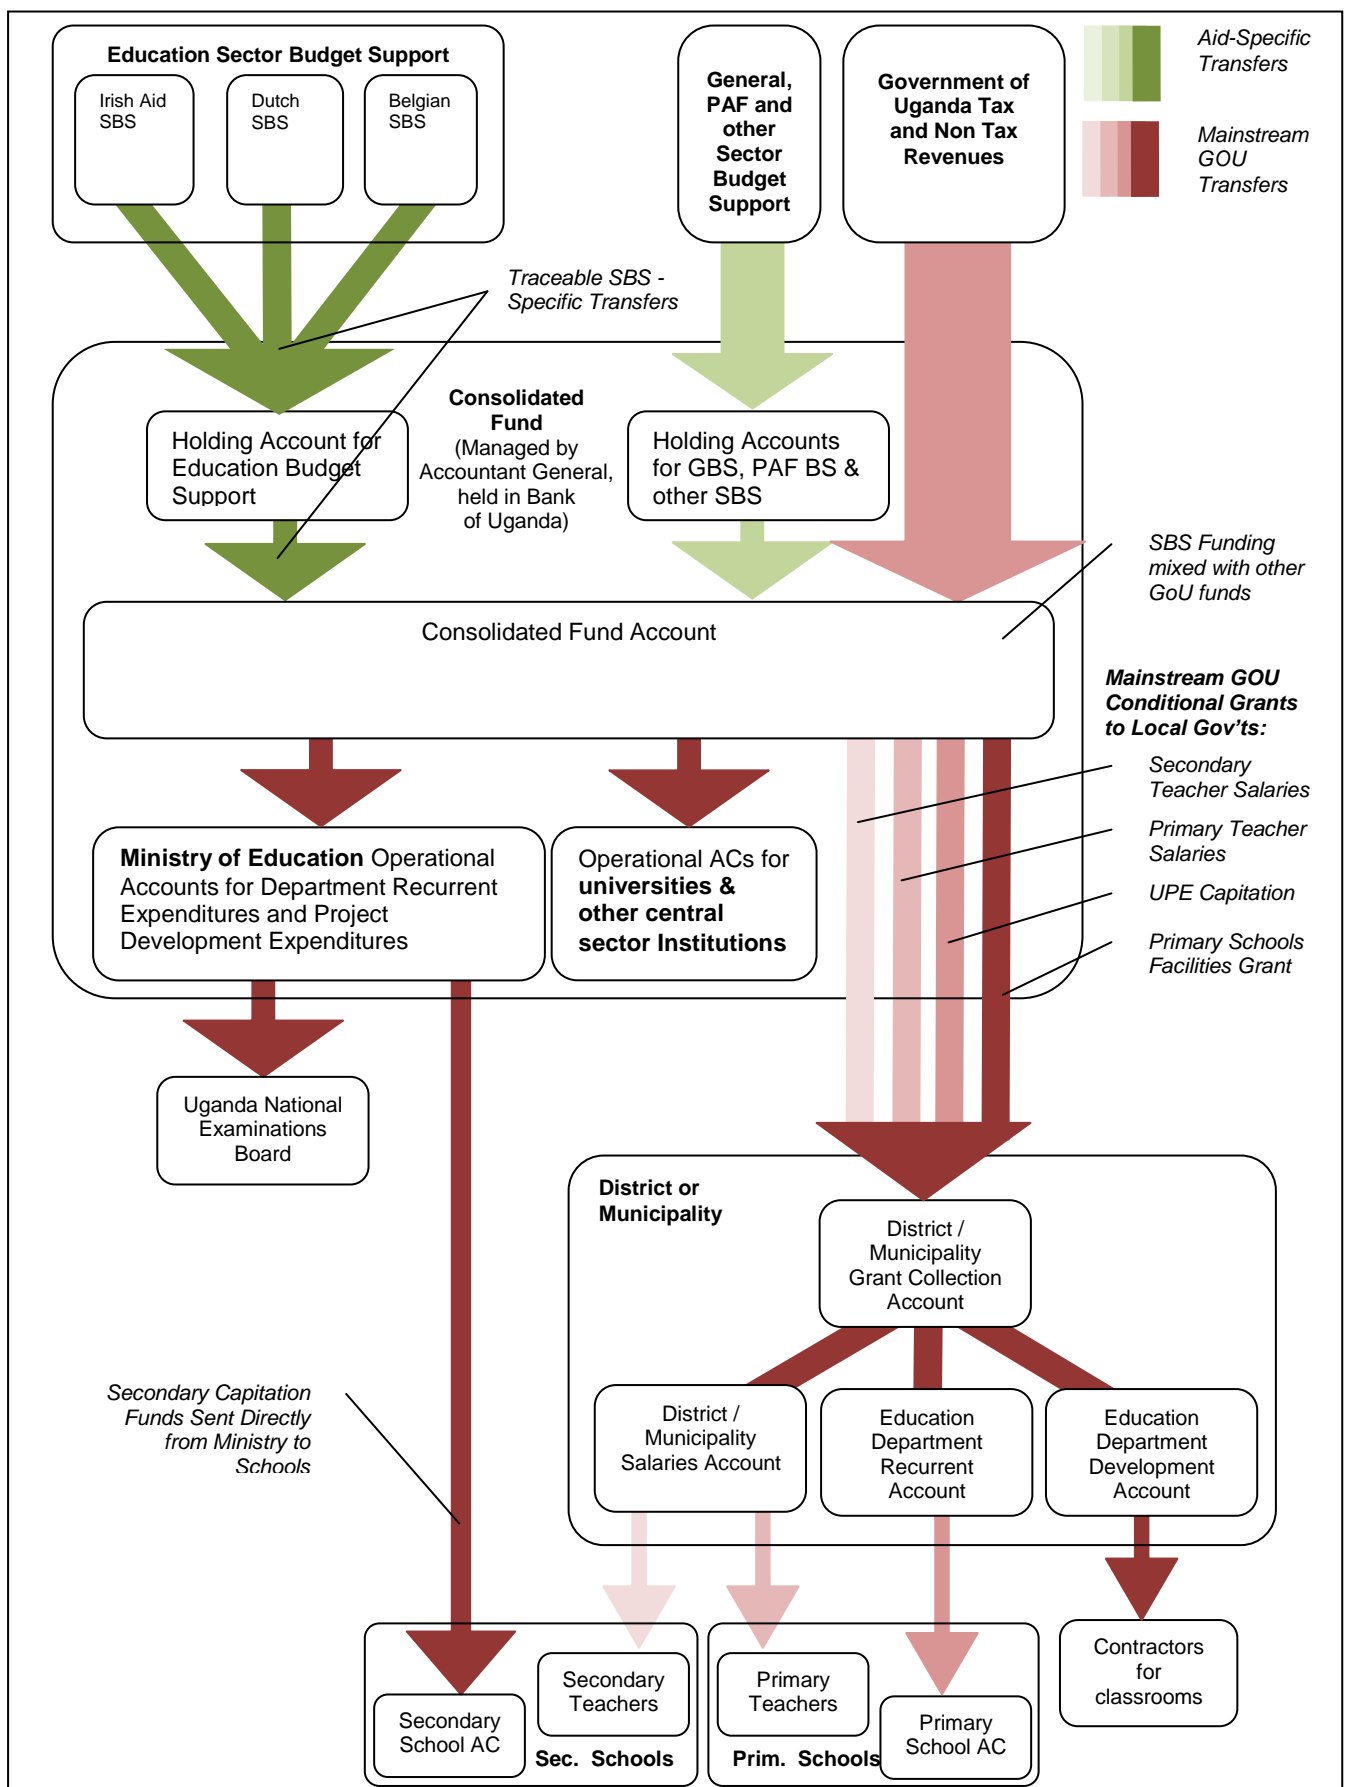 Education Sector Budget Support
Irish Aid
SBS
Dutch
SBS
Belgian
SBS
General,
PAF and
other
Sector
Budget
Support
Government of
Uganda Tax
and Non Tax
Revenues
Aid-Specific
Transfers
Mainstream
GOU
Transfers
Traceable SBS -
Specific Transfers
Consolidated
Fund
(Managed by
Accountant General,
held in Bank
of Uganda)
Holding Account for
Education Budget
Support
Holding Accounts
for GBS, PAF BS &
other SBS
SBS Funding
mixed with other
GoU funds
Consolidated Fund Account
Mainstream GOU
Conditional Grants
to Local Gov'ts:
Secondary
Teacher Salaries
Primary Teacher
Salaries
UPE Capitation
Primary Schools
Facilities Grant
Ministry of Education Operational
Accounts for Department Recurrent
Expenditures and Project
Development Expenditures
Operational ACs for
universities &
other central
sector Institutions
Uganda National
Examinations
Board
District or
Municipality
District /
Municipality
Grant Collection
Account
Secondary Capitation
Funds Sent Directly
from Ministry to
Schools
District /
Municipality
Salaries Account
Education
Department
Recurrent
Account
Education
Department
Development
Account
Secondary
School AC
Secondary
Teachers
Sec. Schools
Primary
Teachers
Prim. Schools
Primary
School AC
Contractors
for
classrooms